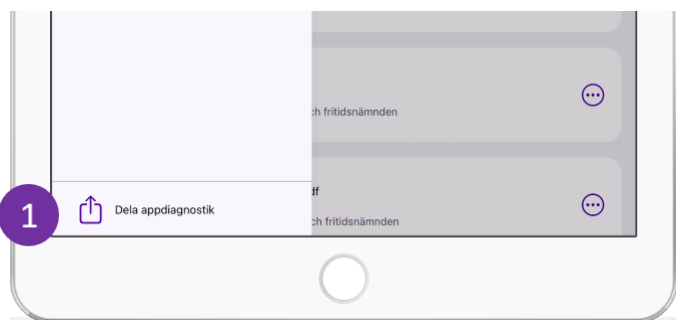 ch fritidsnämnden
df
1 Dela appdiagnostik
ch fritidsnämnden